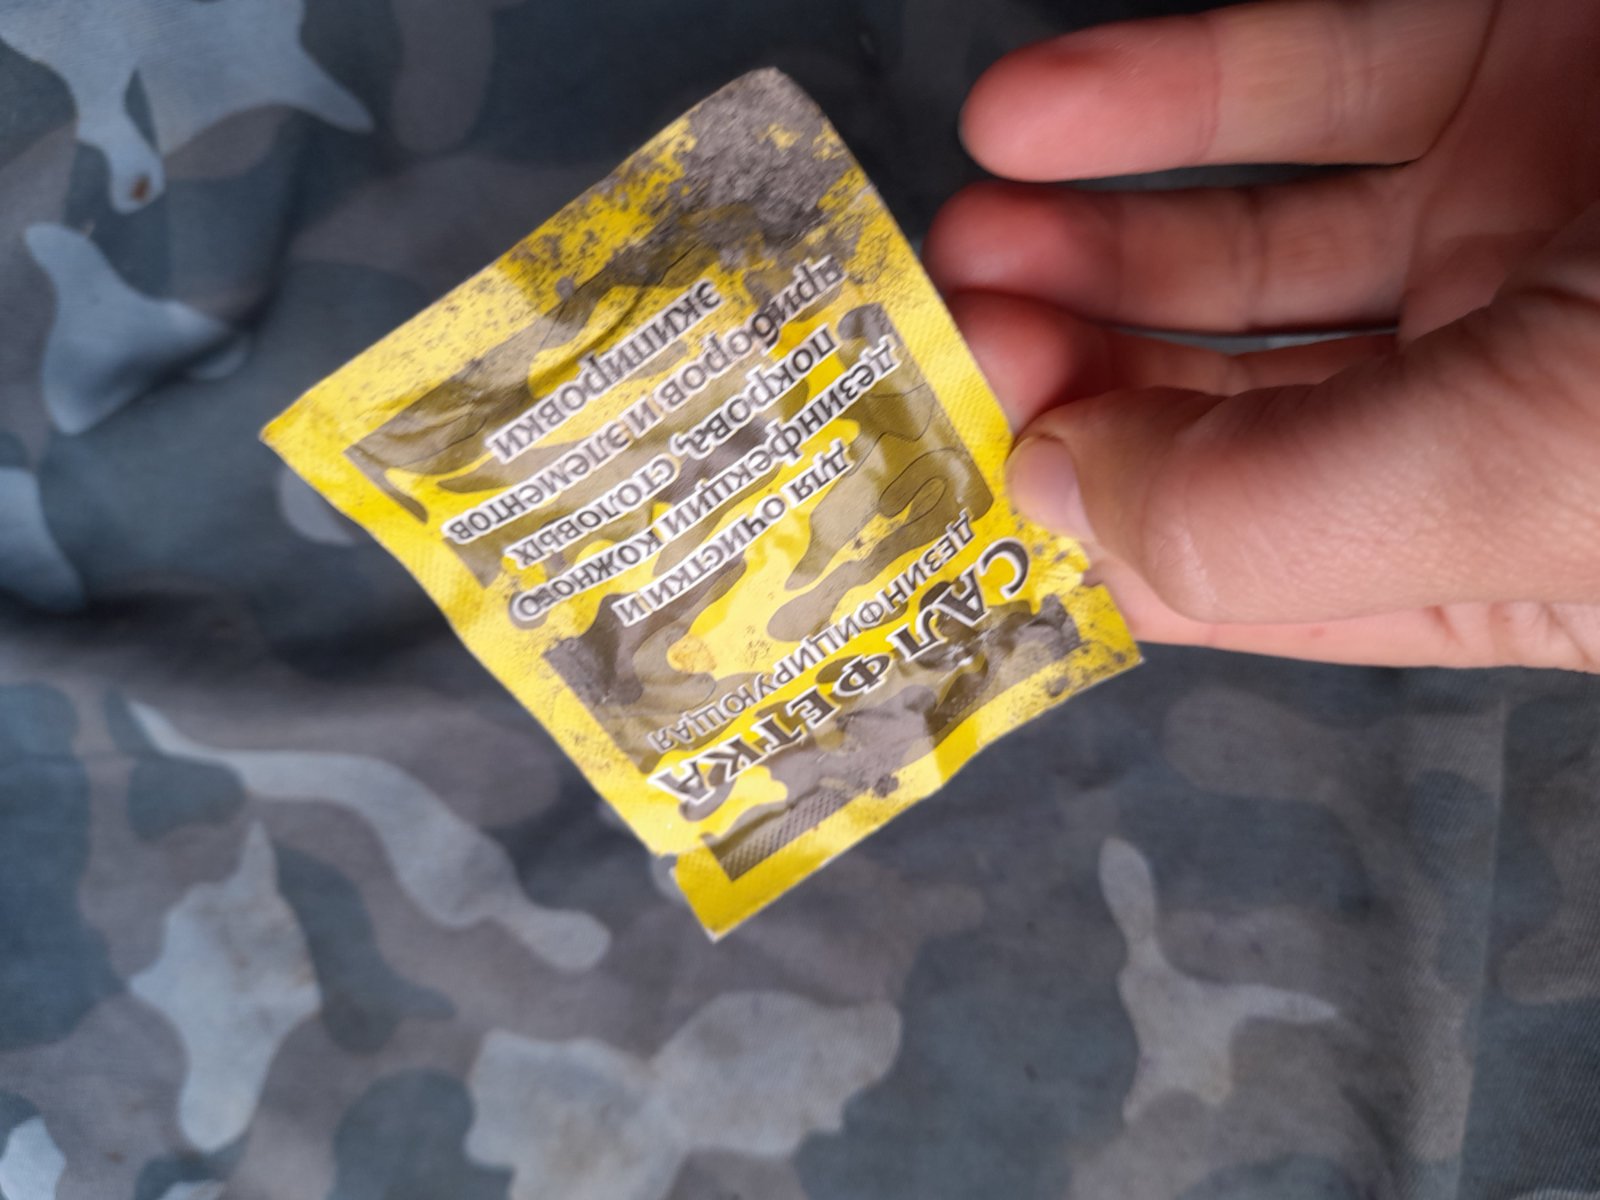 САЛФЕТКА
ДЕЗИНФИЦИРУЮЩАЯ
для очистки и
дезинфекции кожного
покрова, столовых
приборов и элементов
экипировки